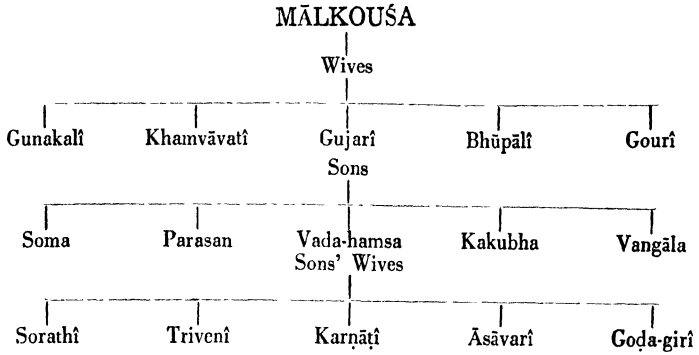 MĀLKOUŚA
Wives
Gunakalî Khamvāvatî Gujarî Bhūpālî Gourî
Sons
Soma Parasan Vada-hamsa Kakubha Vangāla
Sons' Wives
Sorathî Trivenî Karṇāṭî Āsāvarî Goḍa-girî